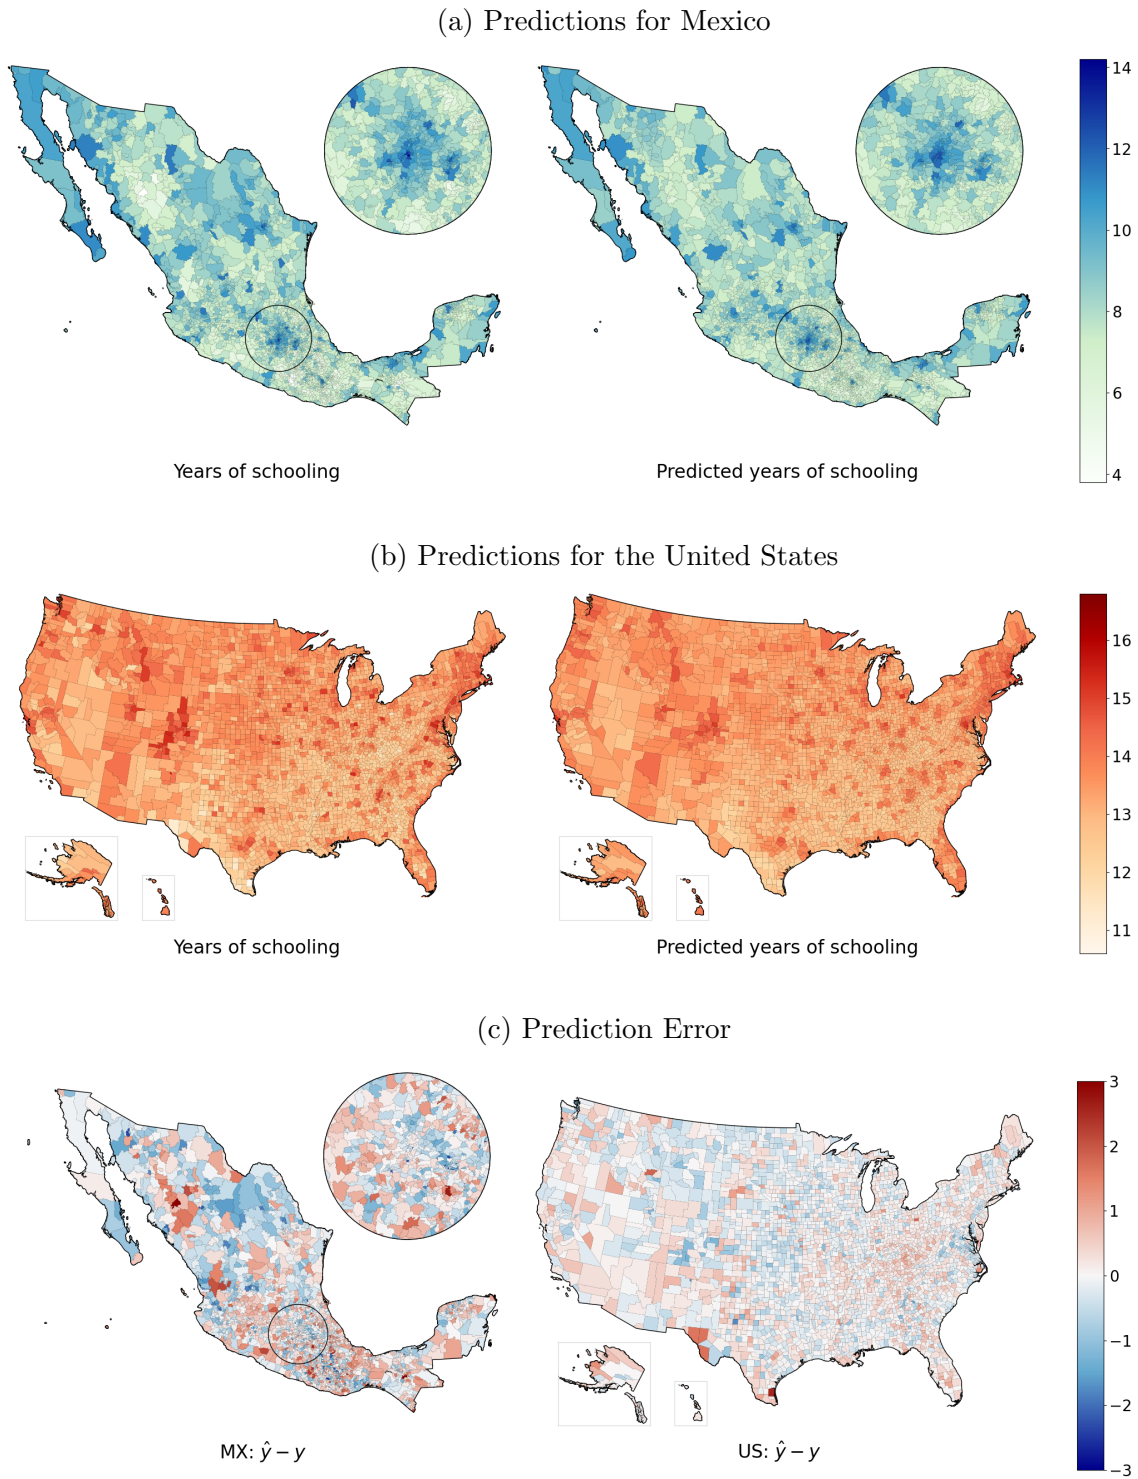 (a) Predictions for Mexico
14
12
10
8
6
4
Years of schooling
Predicted years of schooling
(b) Predictions for the United States
16
15
14
13
12
11
Years of schooling
Predicted years of schooling
(c) Prediction Error
3
2
1
0
−1
−2
−3
MX: ŷ − y
US: ŷ − y